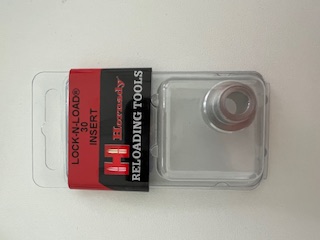 LOCK-N-LOAD®
30
INSERT
H Hornady
RELOADING TOOLS